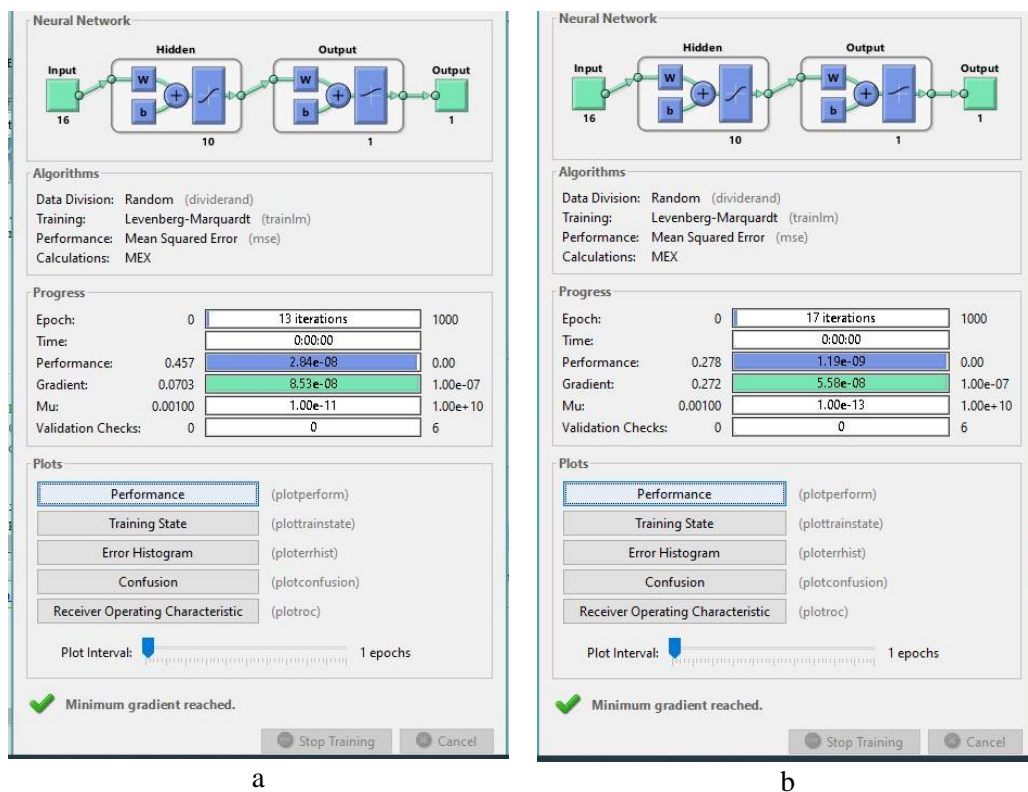 Neural Network
Hidden
Output
Input
W
b
+
W
b
+
Output
16
10
1
1
Algorithms
Data Division: Random (dividerand)
Training: Levenberg-Marquardt (trainlm)
Performance: Mean Squared Error (mse)
Calculations: MEX
Progress
Epoch: 0 13 iterations 1000
Time: 0:00:00
Performance: 0.457 2.84e-08 0.00
Gradient: 0.0703 8.53e-08 1.00e-07
Mu: 0.00100 1.00e-11 1.00e+10
Validation Checks: 0 0 6
Plots
Performance (plotperform)
Training State (plottrainstate)
Error Histogram (ploterrhist)
Confusion (plotconfusion)
Receiver Operating Characteristic (plotroc)
Plot Interval: 1 epochs
Minimum gradient reached.
Stop Training Cancel
a
Neural Network
Hidden
Output
Input
W
b
+
W
b
+
Output
16
10
1
1
Algorithms
Data Division: Random (dividerand)
Training: Levenberg-Marquardt (trainlm)
Performance: Mean Squared Error (mse)
Calculations: MEX
Progress
Epoch: 0 17 iterations 1000
Time: 0:00:00
Performance: 0.278 1.19e-09 0.00
Gradient: 0.272 5.58e-08 1.00e-07
Mu: 0.00100 1.00e-13 1.00e+10
Validation Checks: 0 0 6
Plots
Performance (plotperform)
Training State (plottrainstate)
Error Histogram (ploterrhist)
Confusion (plotconfusion)
Receiver Operating Characteristic (plotroc)
Plot Interval: 1 epochs
Minimum gradient reached.
Stop Training Cancel
b